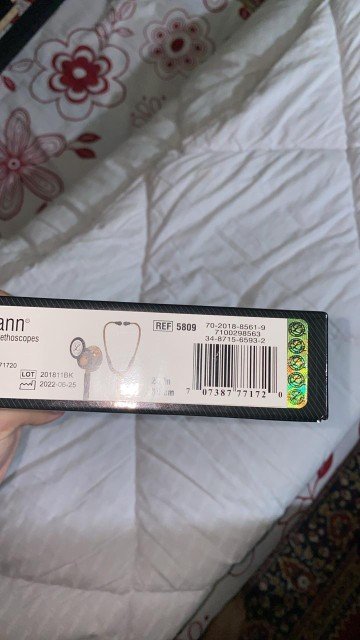 ann®
ethoscopes
71720
LOT 201811BK
2022-06-25
REF 5809
70-2018-8561-9
7100298563
34-8715-6593-2
7 07387 77172 0